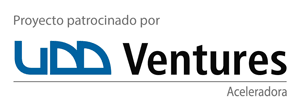 Proyecto patrocinado por
UDD Ventures
Aceleradora